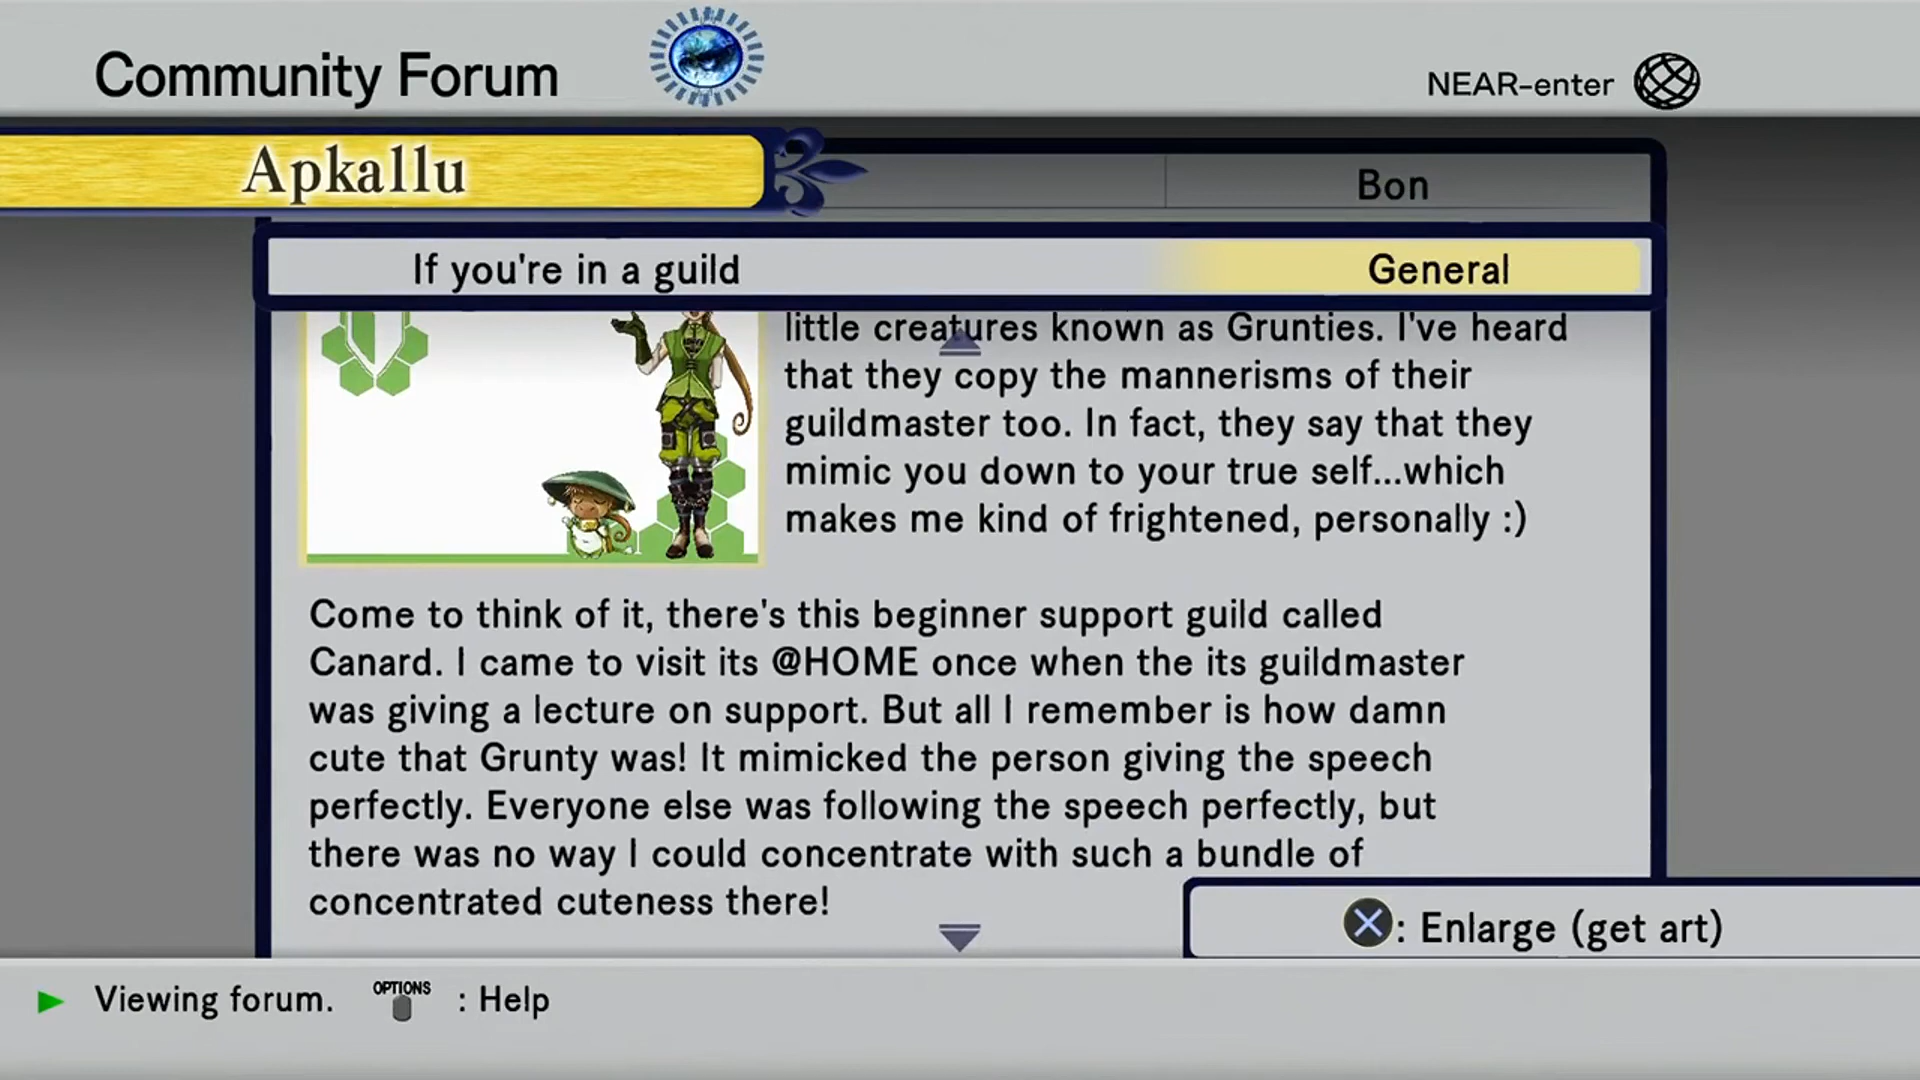 Community Forum
NEAR-enter
Apkallu
Bon
If you're in a guild
General
little creatures known as Grunties. I've heard
that they copy the mannerisms of their
guildmaster too. In fact, they say that they
mimic you down to your true self...which
makes me kind of frightened, personally :)
Come to think of it, there's this beginner support guild called
Canard. I came to visit its @HOME once when the its guildmaster
was giving a lecture on support. But all I remember is how damn
cute that Grunty was! It mimicked the person giving the speech
perfectly. Everyone else was following the speech perfectly, but
there was no way I could concentrate with such a bundle of
concentrated cuteness there!
: Enlarge (get art)
Viewing forum. OPTIONS : Help